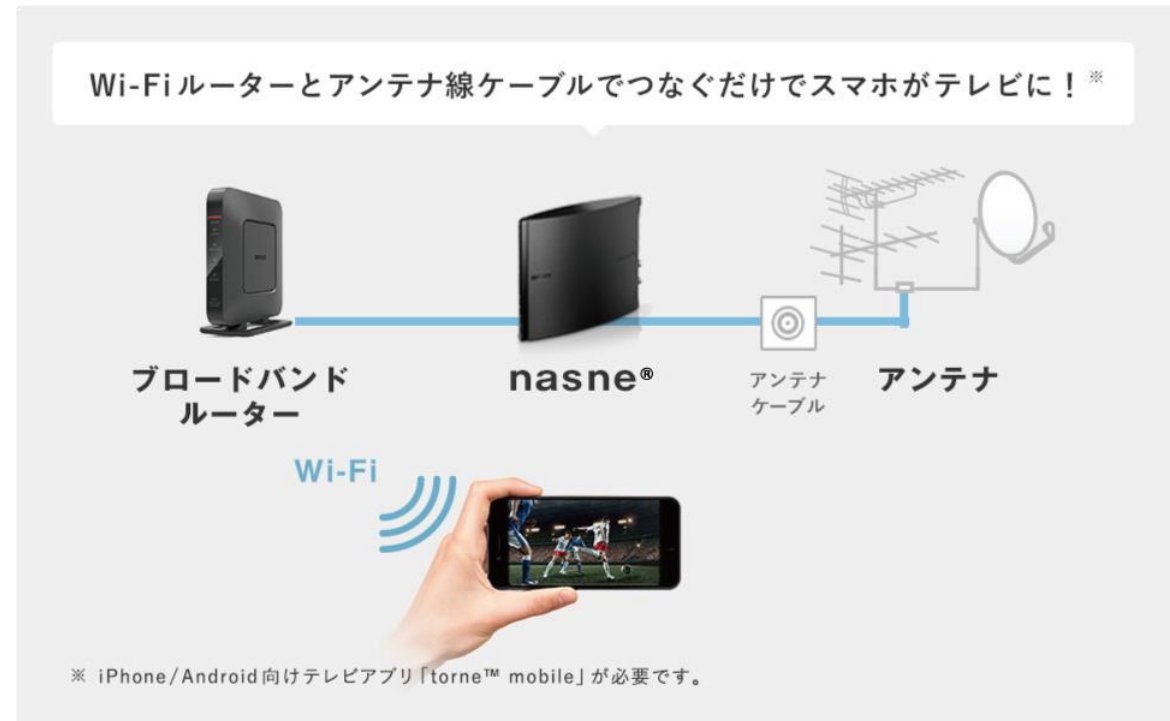 Wi-Fiルーターとアンテナ線ケーブルでつなぐだけでスマホがテレビに！※
ブロードバンド
ルーター
nasne®
アンテナ
ケーブル
アンテナ
Wi-Fi
※ iPhone/Android向けテレビアプリ「torne™ mobile」が必要です。